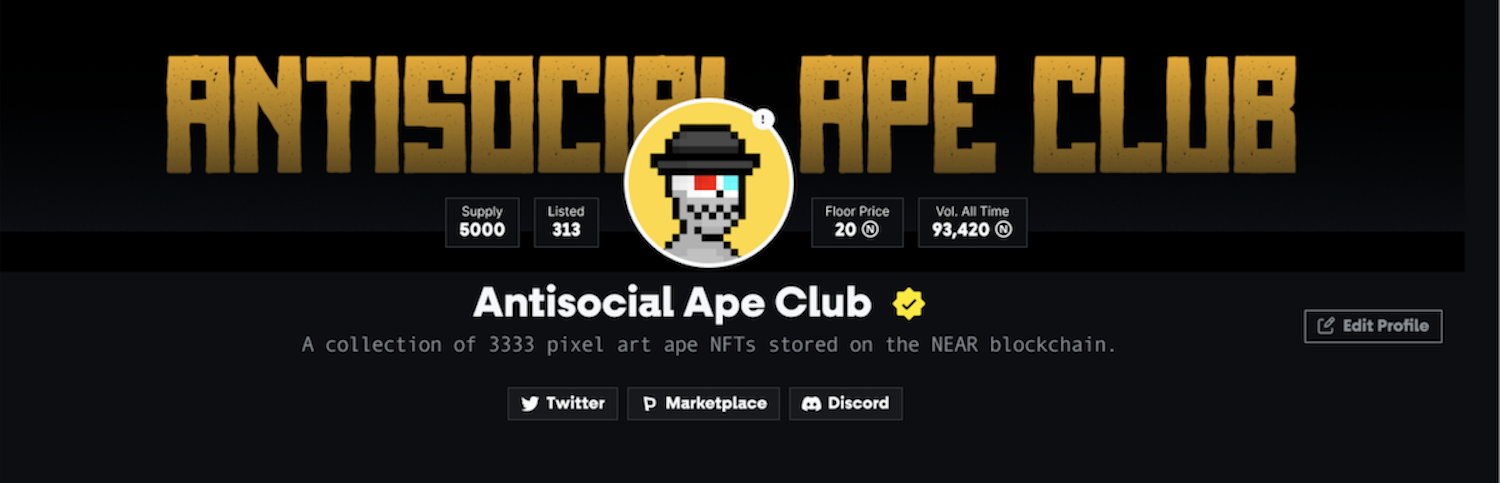 ANTISOCIAL APE CLUB
!
Supply
5000
Listed
313
Floor Price
20 N
Vol. All Time
93,420 N
Antisocial Ape Club
A collection of 3333 pixel art ape NFTs stored on the NEAR blockchain.
Edit Profile
Twitter
Marketplace
Discord